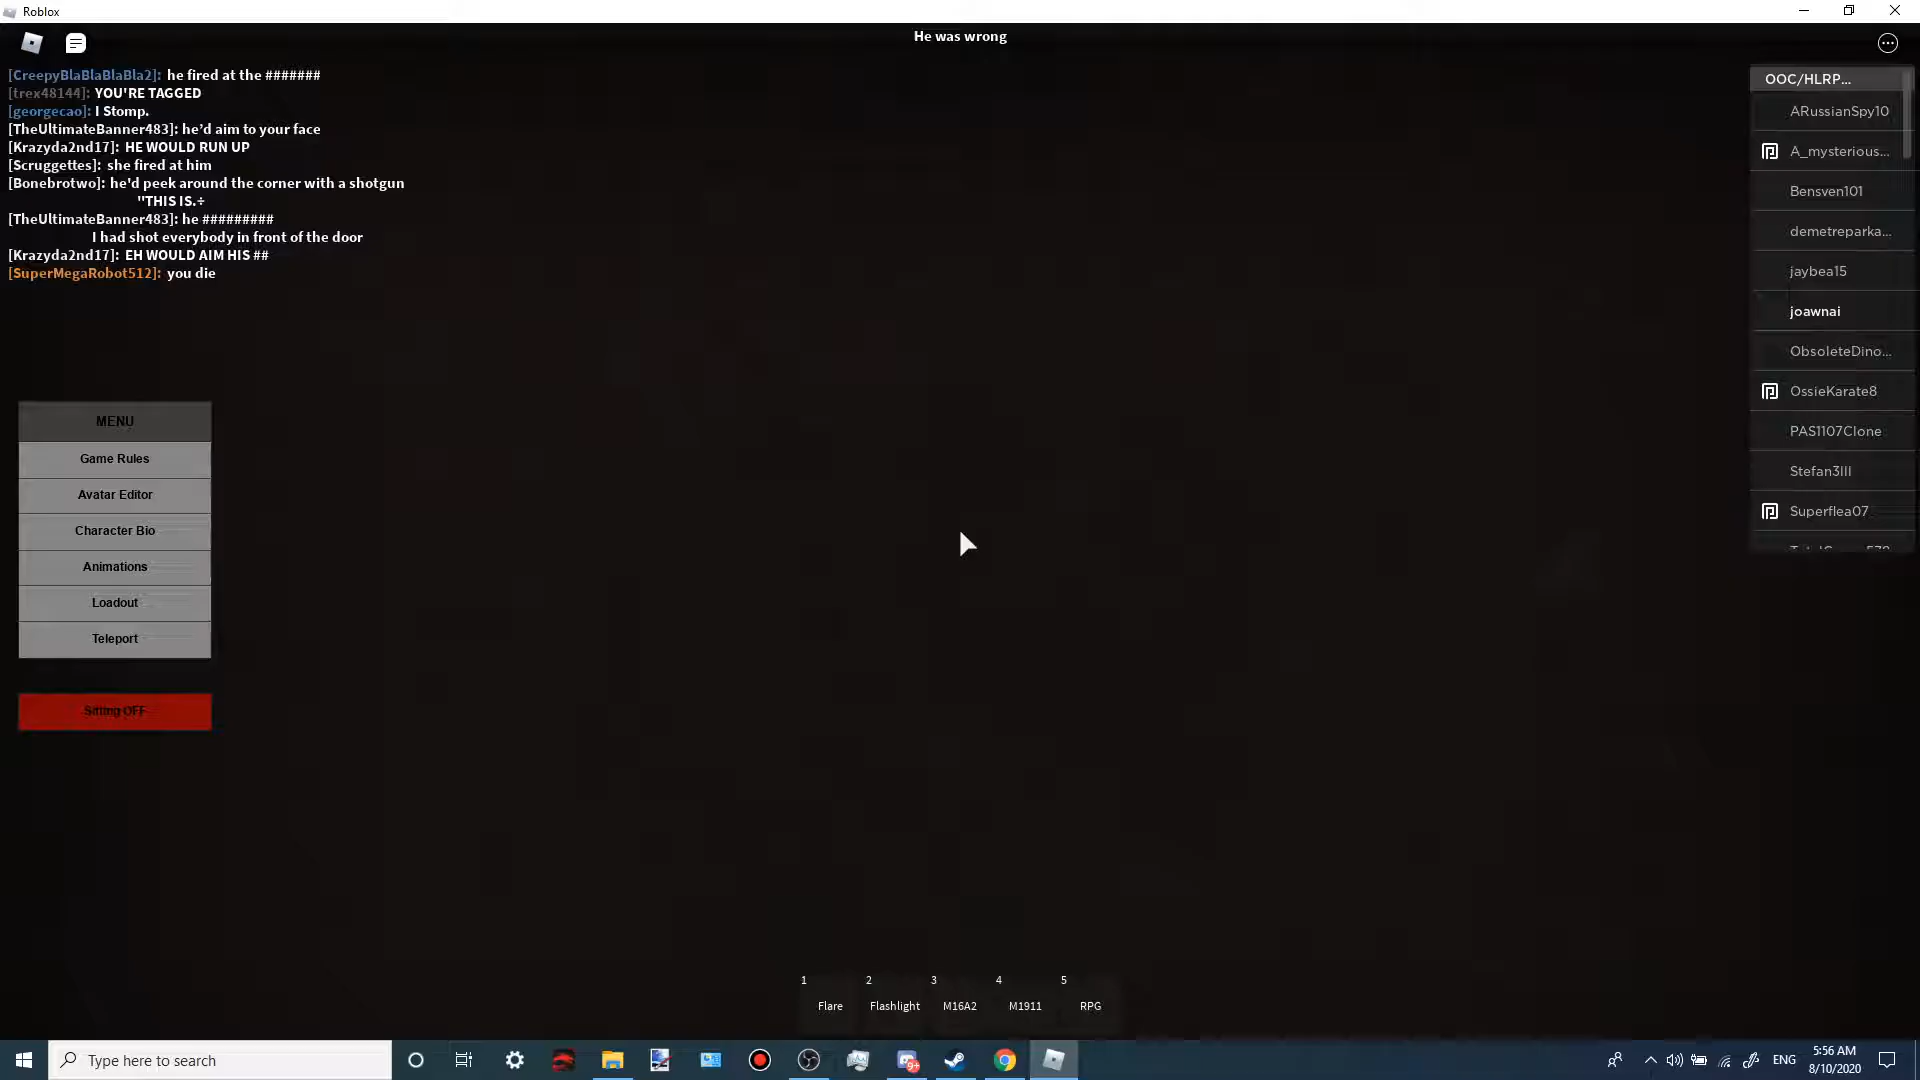 Roblox
He was wrong
[CreepyBlaBlaBlaBla2]: he fired at the #######
[trex48144]: YOU'RE TAGGED
[georgecao]: I Stomp.
[TheUltimateBanner483]: he'd aim to your face
[Krazyda2nd17]: HE WOULD RUN UP
[Scruggettes]: she fired at him
[Bonebrotwo]: he'd peek around the corner with a shotgun
"THIS IS.÷
[TheUltimateBanner483]: he #########
I had shot everybody in front of the door
[Krazyda2nd17]: EH WOULD AIM HIS ##
[SuperMegaRobot512]: you die
OOC/HLRP...
ARussianSpy10
A_mysterious...
Bensven101
demetreparka...
jaybea15
joawnai
ObsoleteDino...
OssieKarate8
PAS1107Clone
Stefan3III
Superflea07
MENU
Game Rules
Avatar Editor
Character Bio
Animations
Loadout
Teleport
Sitting OFF
1 2 3 4 5
Flare Flashlight M16A2 M1911 RPG
Type here to search
9+
ENG
5:56 AM
8/10/2020